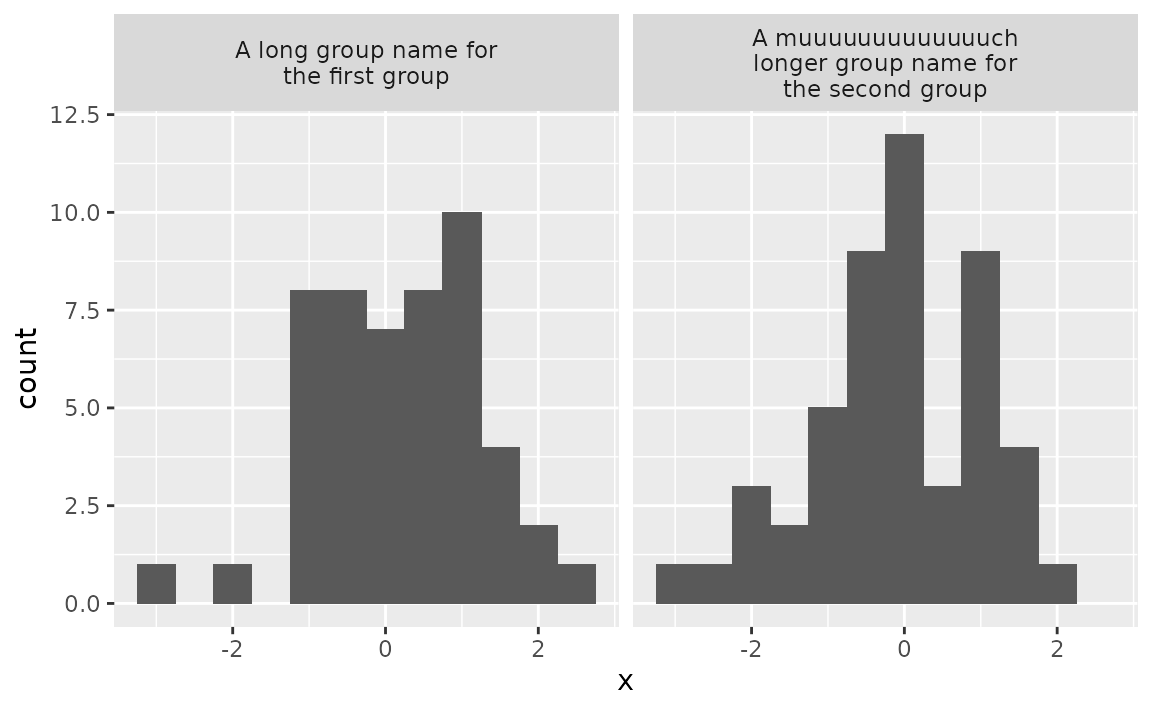 A long group name for
the first group
A muuuuuuuuuuuuuch
longer group name for
the second group
12.5
10.0
7.5
5.0
2.5
0.0
count
-2 0 2
-2 0 2
x